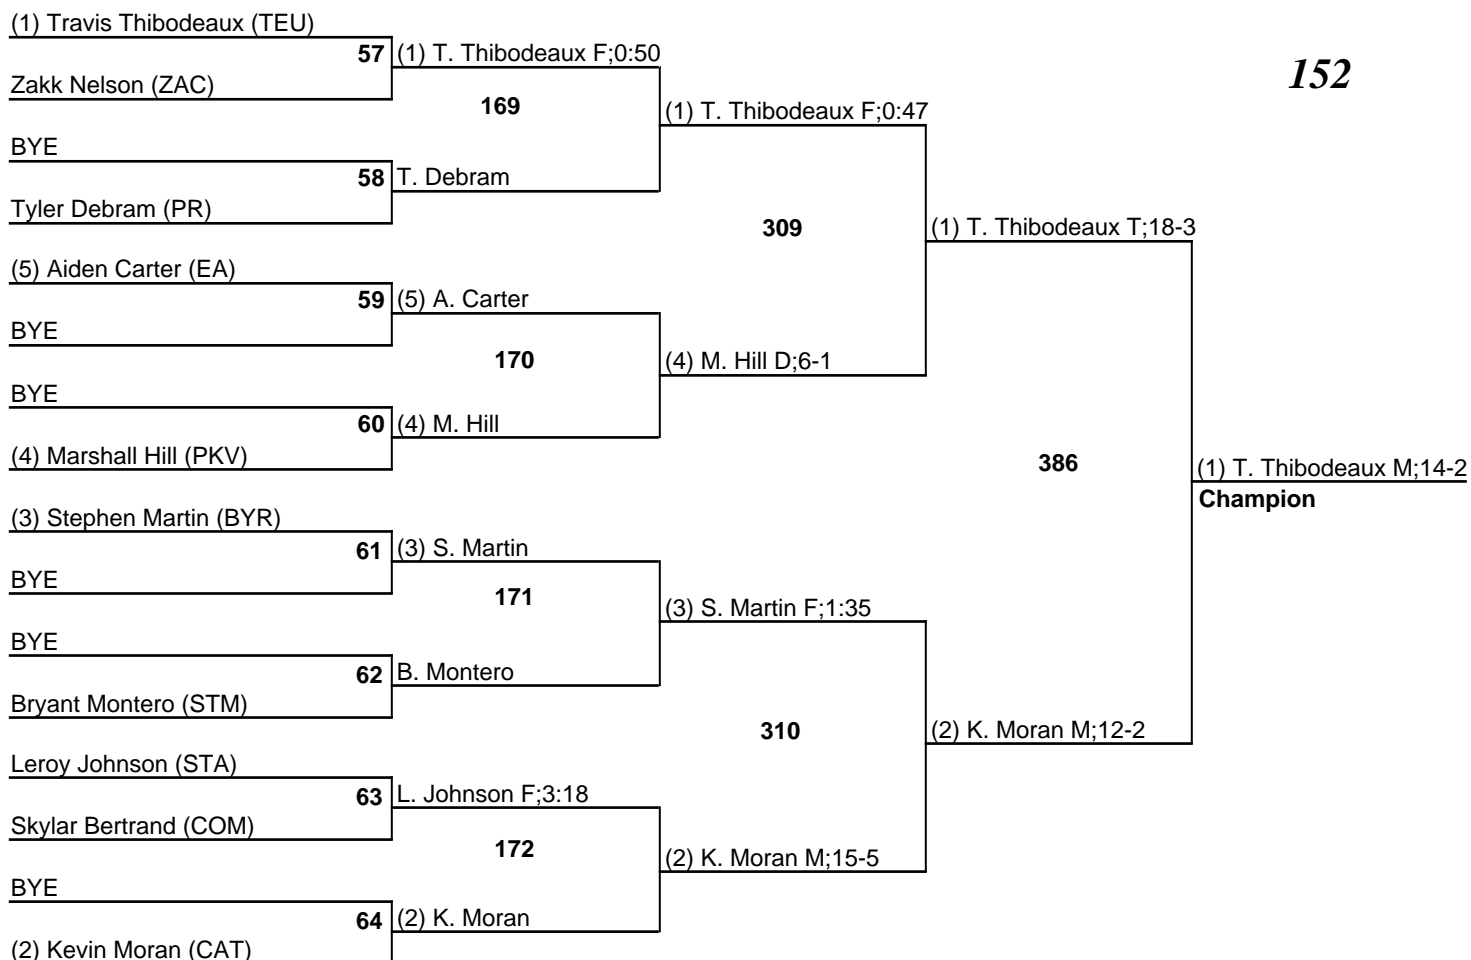 (1) Travis Thibodeaux (TEU)
57
(1) T. Thibodeaux F;0:50
152
Zakk Nelson (ZAC)
169
(1) T. Thibodeaux F;0:47
BYE
58
T. Debram
Tyler Debram (PR)
309
(1) T. Thibodeaux T;18-3
(5) Aiden Carter (EA)
59
(5) A. Carter
BYE
170
(4) M. Hill D;6-1
BYE
60
(4) M. Hill
(4) Marshall Hill (PKV)
386
(1) T. Thibodeaux M;14-2
Champion
(3) Stephen Martin (BYR)
61
(3) S. Martin
BYE
171
(3) S. Martin F;1:35
BYE
62
B. Montero
Bryant Montero (STM)
310
(2) K. Moran M;12-2
Leroy Johnson (STA)
63
L. Johnson F;3:18
Skylar Bertrand (COM)
172
(2) K. Moran M;15-5
BYE
64
(2) K. Moran
(2) Kevin Moran (CAT)